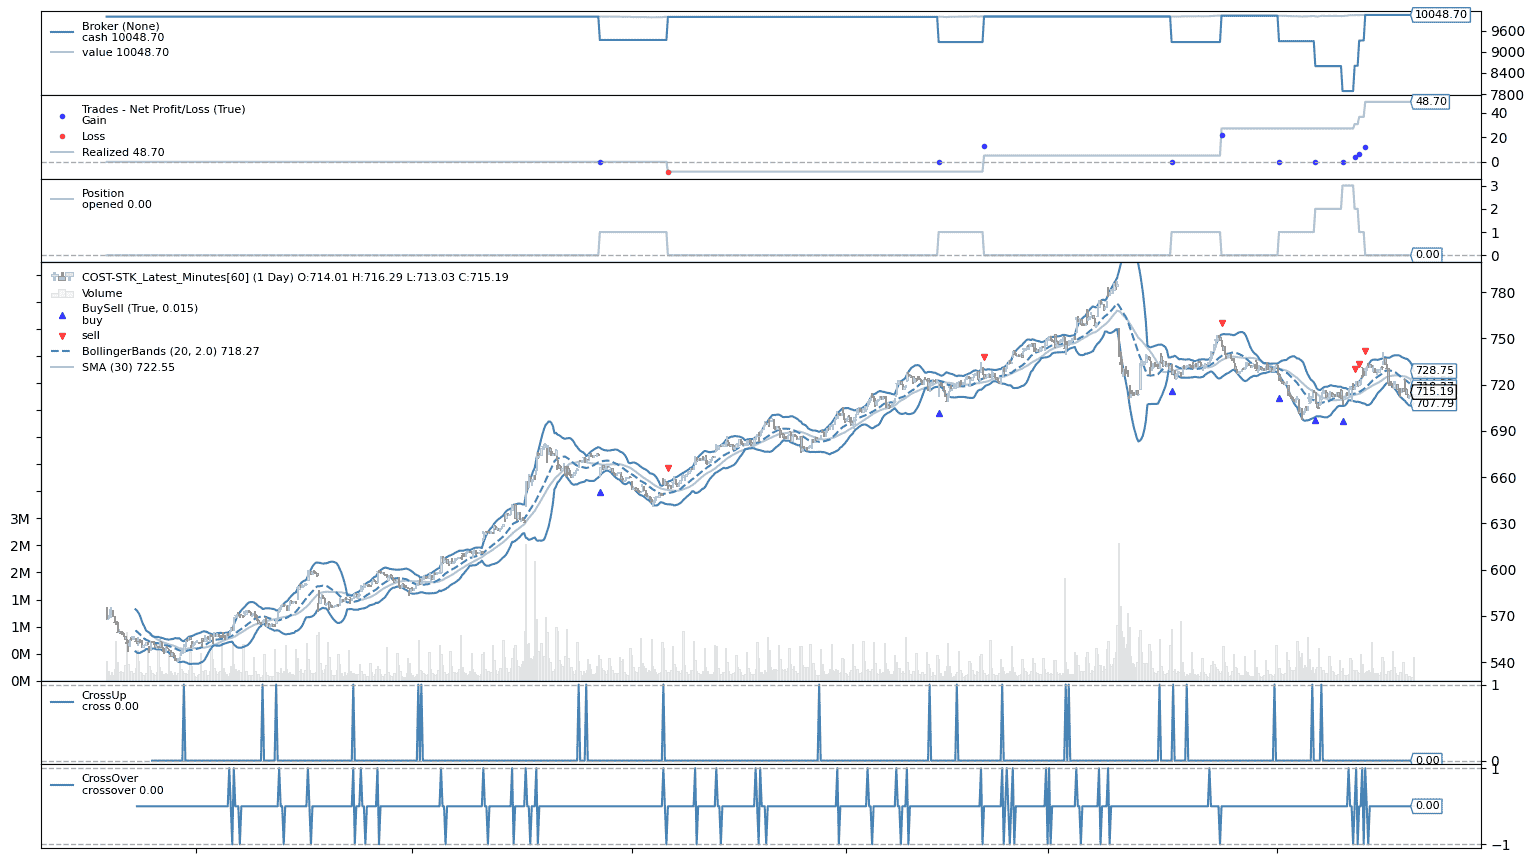 Broker (None)
cash 10048.70
value 10048.70
10048.70
9600
9000
8400
7800
Trades - Net Profit/Loss (True)
Gain
Loss
Realized 48.70
48.70
40
20
0
Position
opened 0.00
3
2
1
0
0.00
COST-STK_Latest_Minutes[60] (1 Day) O:714.01 H:716.29 L:713.03 C:715.19
Volume
BuySell (True, 0.015)
buy
sell
BollingerBands (20, 2.0) 718.27
SMA (30) 722.55
780
750
720
690
660
630
600
570
540
728.75
715.19
707.79
3M
2M
2M
1M
1M
0M
0M
CrossUp
cross 0.00
1
0
0.00
CrossOver
crossover 0.00
1
0.00
−1